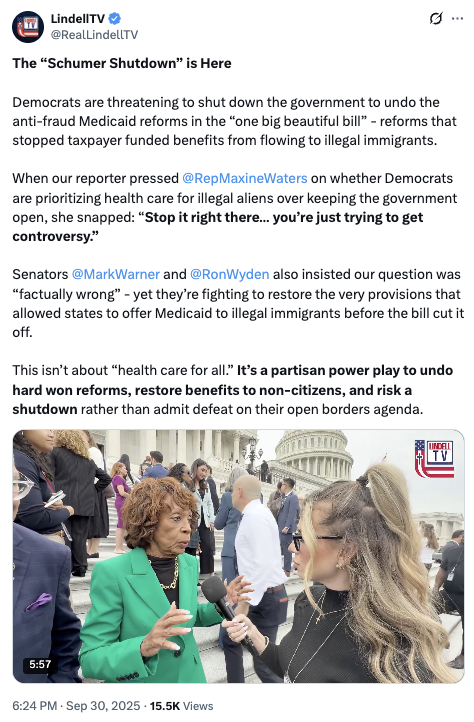 LindellTV
@RealLindellTV
The “Schumer Shutdown” is Here
Democrats are threatening to shut down the government to undo the
anti-fraud Medicaid reforms in the “one big beautiful bill” - reforms that
stopped taxpayer funded benefits from flowing to illegal immigrants.
When our reporter pressed @RepMaxineWaters on whether Democrats
are prioritizing health care for illegal aliens over keeping the government
open, she snapped: “Stop it right there... you’re just trying to get
controversy.”
Senators @MarkWarner and @RonWyden also insisted our question was
“factually wrong” - yet they’re fighting to restore the very provisions that
allowed states to offer Medicaid to illegal immigrants before the bill cut it
off.
This isn’t about “health care for all.” It’s a partisan power play to undo
hard won reforms, restore benefits to non-citizens, and risk a
shutdown rather than admit defeat on their open borders agenda.
LINDELL
TV
5:57
6:24 PM · Sep 30, 2025 · 15.5K Views